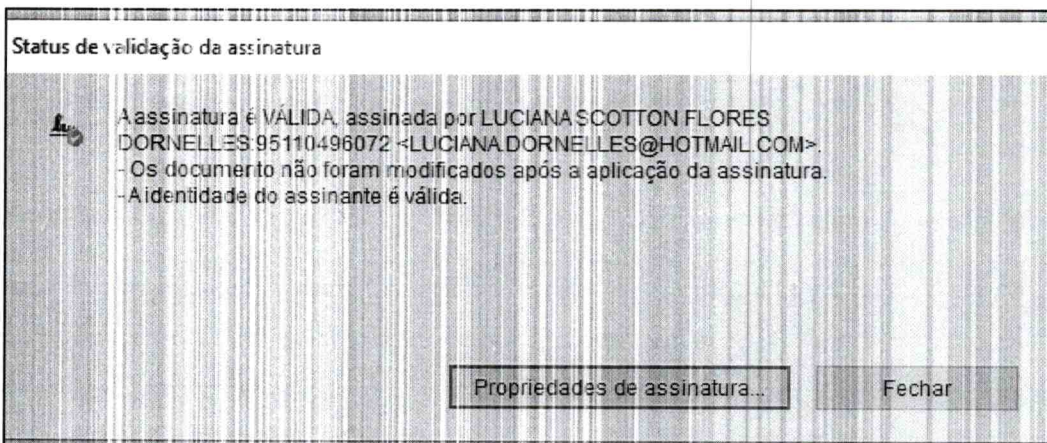 Status de validação da assinatura
A assinatura é VÁLIDA, assinada por LUCIANA SCOTTON FLORES
DORNELLES:95110496072 <LUCIANA.DORNELLES@HOTMAIL.COM>.
- Os documento não foram modificados após a aplicação da assinatura.
- A identidade do assinante é válida.
Propriedades de assinatura...
Fechar